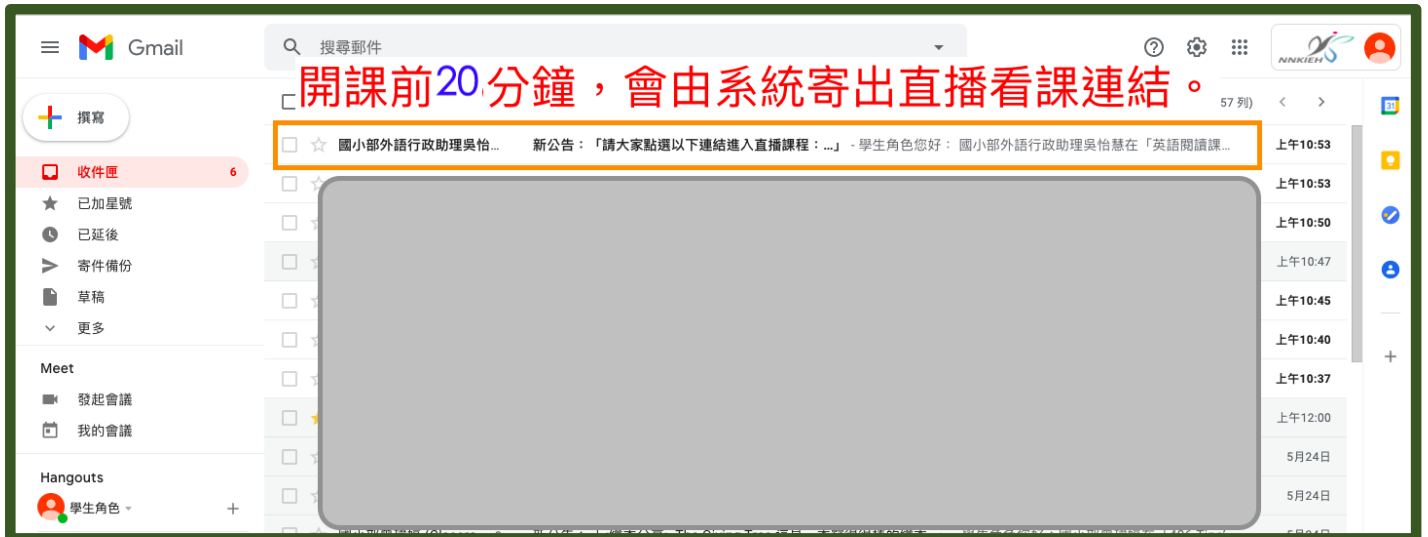 Gmail
搜尋郵件
NNKIEH
開課前20分鐘，會由系統寄出直播看課連結。
57 列)
31
撰寫
國小部外語行政助理吳怡... 新公告：「請大家點選以下連結進入直播課程：...」 - 學生角色您好： 國小部外語行政助理吳怡慧在「英語閱讀課... 上午10:53
收件匣 6
上午10:53
已加星號
上午10:50
已延後
寄件備份
上午10:47
草稿
上午10:45
更多
上午10:40
Meet
上午10:37
發起會議
上午12:00
我的會議
5月24日
Hangouts
5月24日
學生角色
5月24日